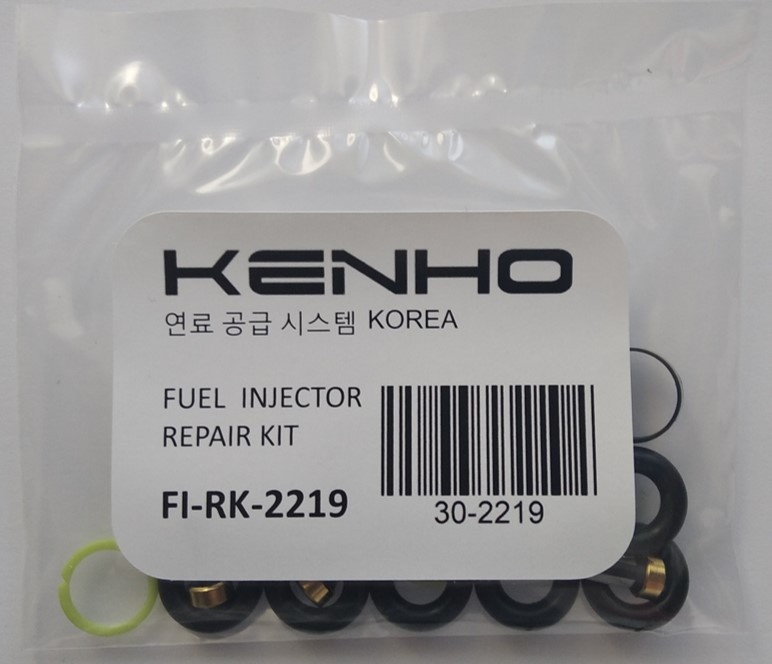 KENHO
연료 공급 시스템 KOREA
FUEL INJECTOR
REPAIR KIT
FI-RK-2219
30-2219